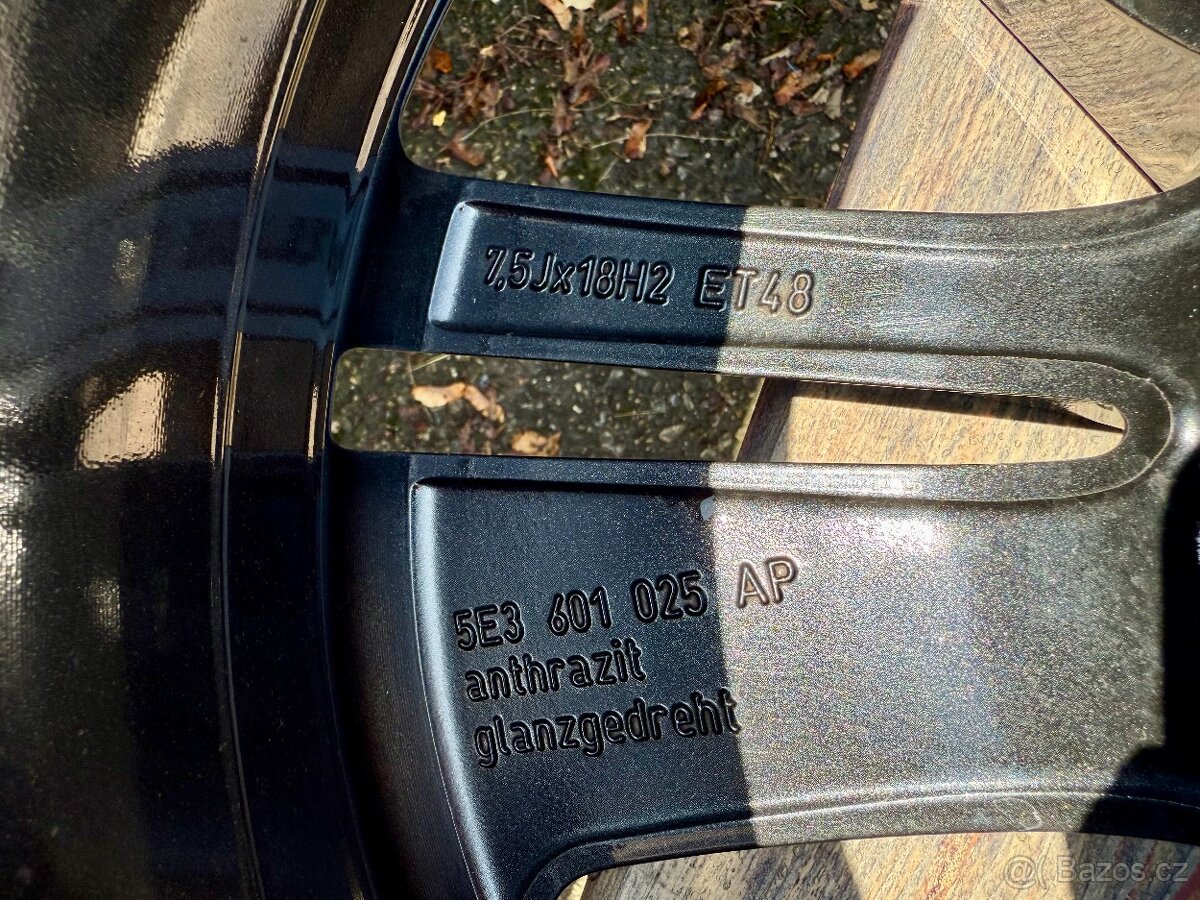 7,5Jx18H2 ET48
5E3 601 025 AP
anthrazit
glanzgedreht
@ Bazos.cz